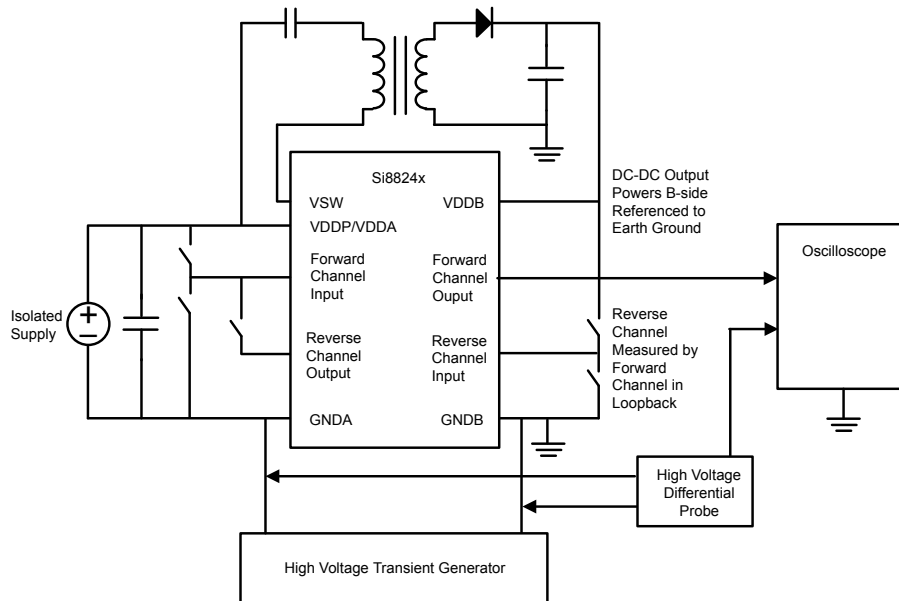 Si8824x
VSW
VDDB
VDDP/VDDA
Forward
Channel
Input
Forward
Channel
Ouput
Reverse
Channel
Output
Reverse
Channel
Input
GNDA
GNDB
Isolated
Supply
+
−
DC-DC Output
Powers B-side
Referenced to
Earth Ground
Oscilloscope
Reverse
Channel
Measured by
Forward
Channel in
Loopback
High Voltage
Differential
Probe
High Voltage Transient Generator